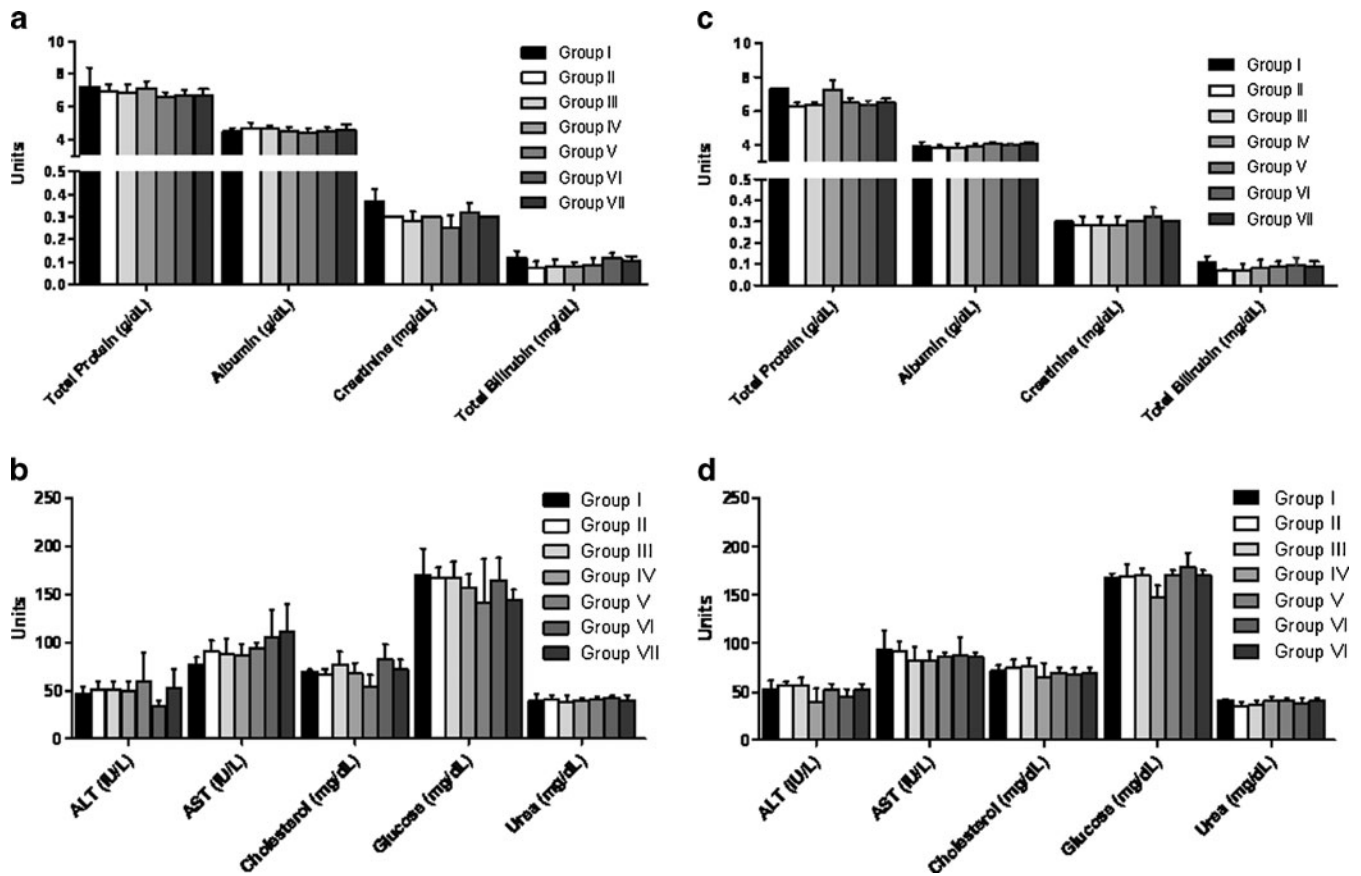 a
10
8
6
4
0.5
0.4
0.3
0.2
0.1
0.0
Units
Group I
Group II
Group III
Group IV
Group V
Group VI
Group VII
Total Protein (g/dL)
Albumin (g/dL)
Creatinine (mg/dL)
Total Bilirubin (mg/dL)
c
10
8
6
4
0.5
0.4
0.3
0.2
0.1
0.0
Units
Group I
Group II
Group III
Group IV
Group V
Group VI
Group VII
Total Protein (g/dL)
Albumin (g/dL)
Creatinine (mg/dL)
Total Bilirubin (mg/dL)
b
250
200
150
100
50
0
Units
Group I
Group II
Group III
Group IV
Group V
Group VI
Group VII
ALT (IU/L)
AST (IU/L)
Cholesterol (mg/dL)
Glucose (mg/dL)
Urea (mg/dL)
d
250
200
150
100
50
0
Units
Group I
Group II
Group III
Group IV
Group V
Group VI
Group VI
ALT (IU/L)
AST (IU/L)
Cholesterol (mg/dL)
Glucose (mg/dL)
Urea (mg/dL)